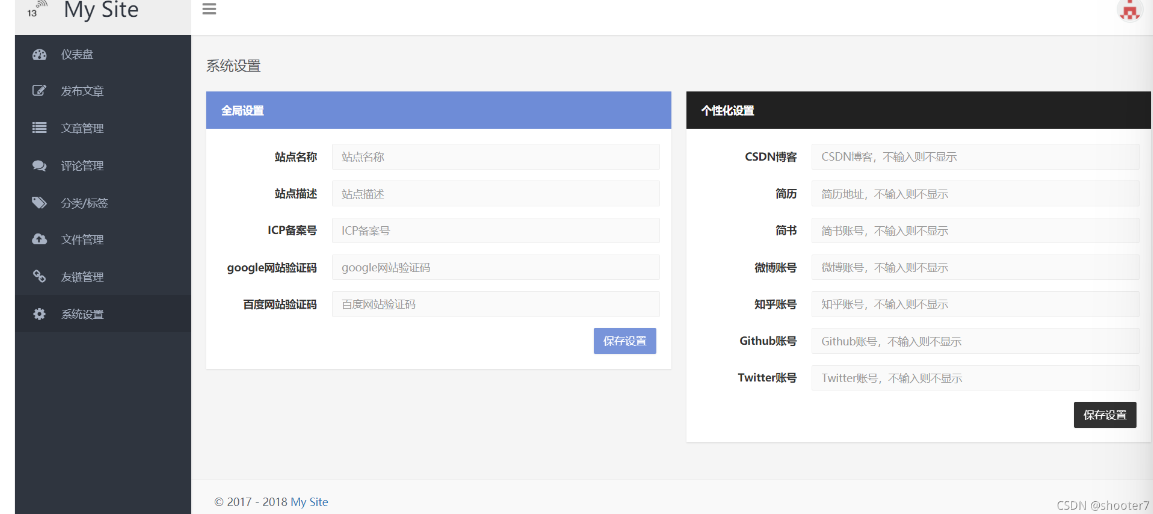 13 My Site
仪表盘
发布文章
文章管理
评论管理
分类/标签
文件管理
友链管理
系统设置
系统设置
全局设置
站点名称 站点名称
站点描述 站点描述
ICP备案号 ICP备案号
google网站验证码 google网站验证码
百度网站验证码 百度网站验证码
保存设置
个性化设置
CSDN博客 CSDN博客，不输入则不显示
简历 简历地址，不输入则不显示
简书 简书账号，不输入则不显示
微博账号 微博账号，不输入则不显示
知乎账号 知乎账号，不输入则不显示
Github账号 Github账号，不输入则不显示
Twitter账号 Twitter账号，不输入则不显示
保存设置
© 2017 - 2018 My Site
CSDN @shooter7